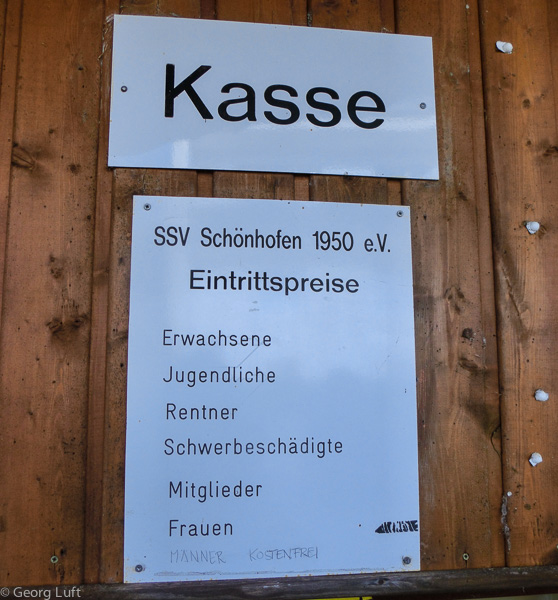 Kasse
SSV Schönhofen 1950 e.V.
Eintrittspreise
Erwachsene
Jugendliche
Rentner
Schwerbeschädigte
Mitglieder
Frauen
MÄNNER KOSTENFREI
© Georg Luft